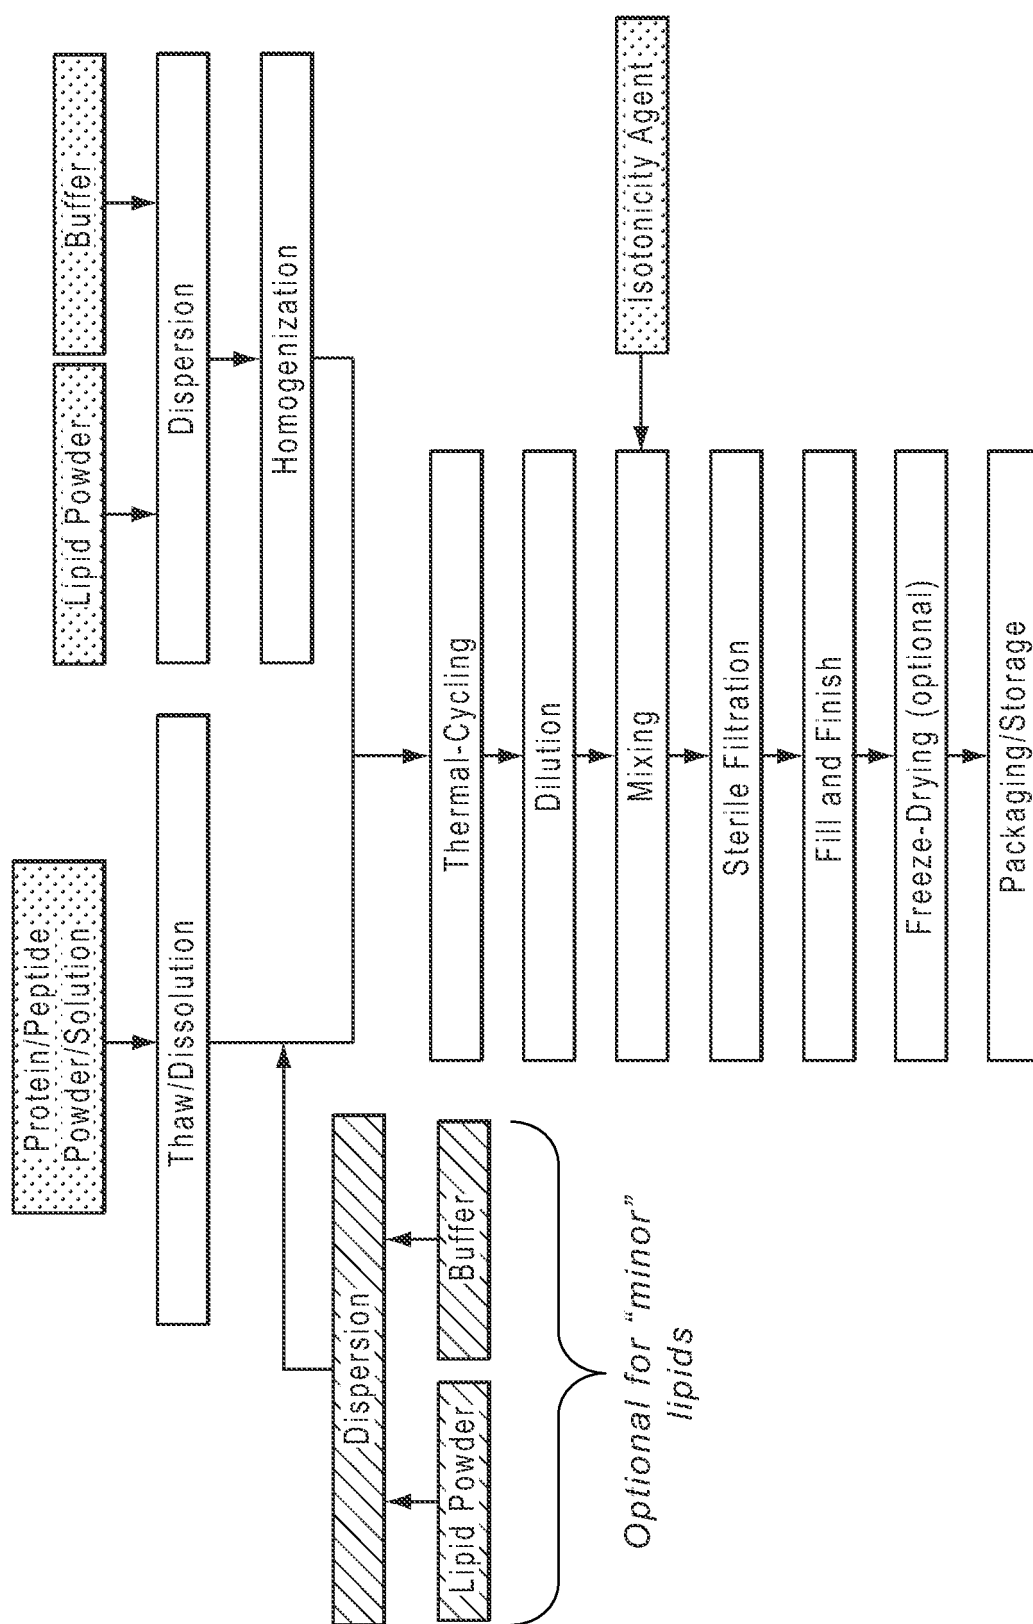 Protein/Peptide
Powder/Solution
Lipid Powder
Buffer
Thaw/Dissolution
Dispersion
Homogenization
Dispersion
Lipid Powder
Buffer
Optional for “minor”
lipids
Thermal-Cycling
Dilution
Mixing
Isotonicity Agent
Sterile Filtration
Fill and Finish
Freeze-Drying (optional)
Packaging/Storage